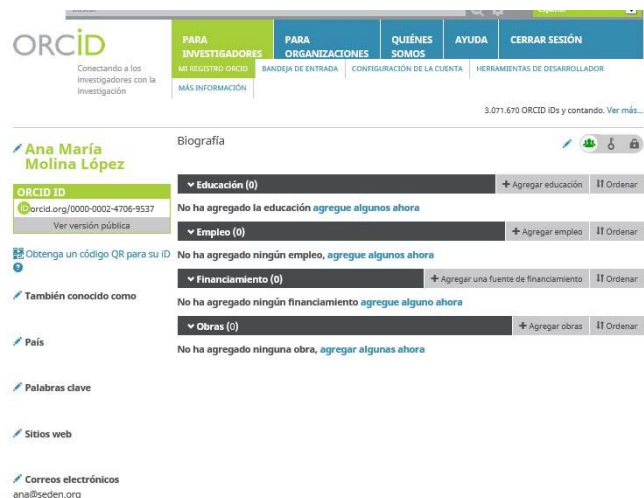 ORCID
Conectando a los
investigadores con la
investigación
PARA
INVESTIGADORES
PARA
ORGANIZACIONES
QUIÉNES
SOMOS
AYUDA
CERRAR SESIÓN
MI REGISTRO ORCID
BANDEJA DE ENTRADA
CONFIGURACIÓN DE LA CUENTA
HERRAMIENTAS DE DESARROLLADOR
MÁS INFORMACIÓN
3.071.670 ORCID iDs y contando. Ver más...
Ana María
Molina López
ORCID ID
iD orcid.org/0000-0002-4706-9537
Ver versión pública
Obtenga un código QR para su iD
?
También conocido como
País
Palabras clave
Sitios web
Correos electrónicos
ana@seden.org
Biografía
Educación (0)
Agregar educación
Ordenar
No ha agregado la educación agregue algunos ahora
Empleo (0)
Agregar empleo
Ordenar
No ha agregado ningún empleo, agregue algunos ahora
Financiamiento (0)
Agregar una fuente de financiamiento
Ordenar
No ha agregado ningún financiamiento agregue alguno ahora
Obras (0)
Agregar obras
Ordenar
No ha agregado ninguna obra, agregar algunas ahora